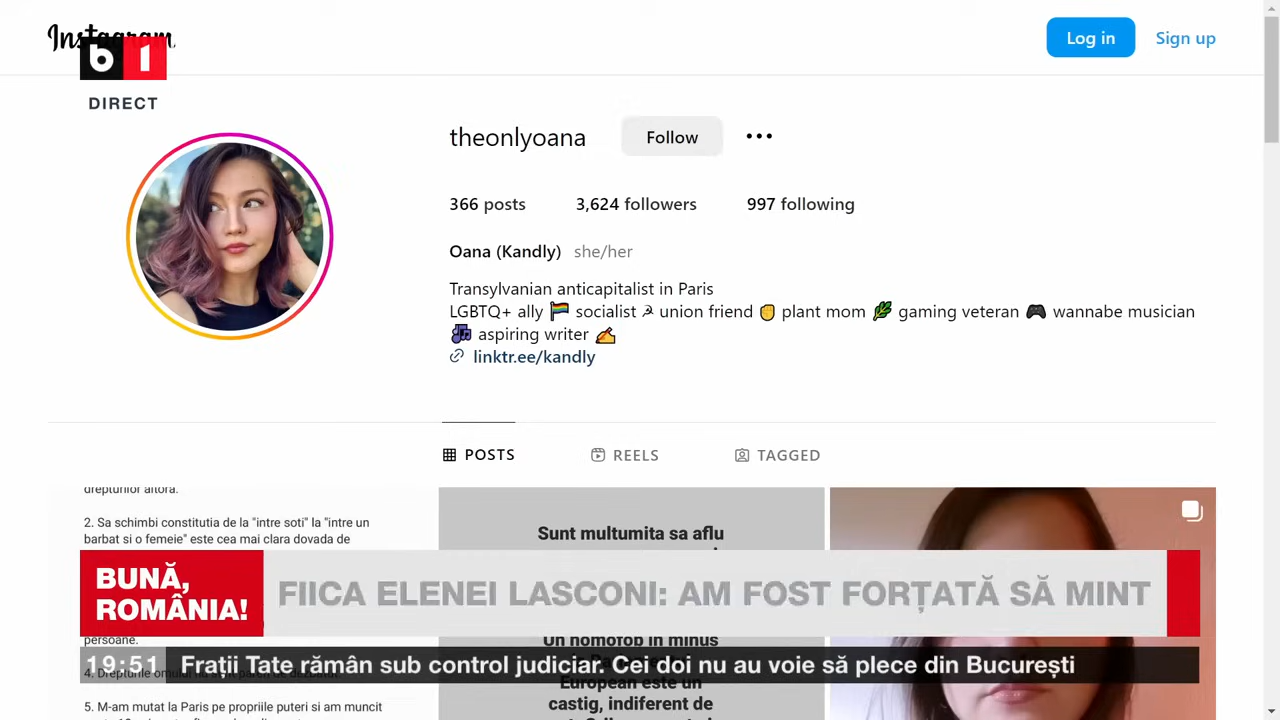 Instagram
b1
DIRECT
Log in
Sign up
theonlyoana
Follow
366 posts
3,624 followers
997 following
Oana (Kandly) she/her
Transylvanian anticapitalist in Paris
LGBTQ+ ally 🏳️‍🌈 socialist ☭ union friend ✊ plant mom 🌿 gaming veteran 🎮 wannabe musician
🎶 aspiring writer ✍️
linktr.ee/kandly
POSTS
REELS
TAGGED
drepturilor altora.
2. Sa schimbi constitutia de la "intre soti" la "intre un
barbat si o femeie" este cea mai clara dovada de
persoane.
5. M-am mutat la Paris pe propriile puteri si am muncit
Sunt multumita sa aflu
Un homofob in minus
European este un
castig, indiferent de
BUNĂ,
ROMÂNIA!
FIICA ELENEI LASCONI: AM FOST FORȚATĂ SĂ MINT
19:51
Frații Tate rămân sub control judiciar. Cei doi nu au voie să plece din București